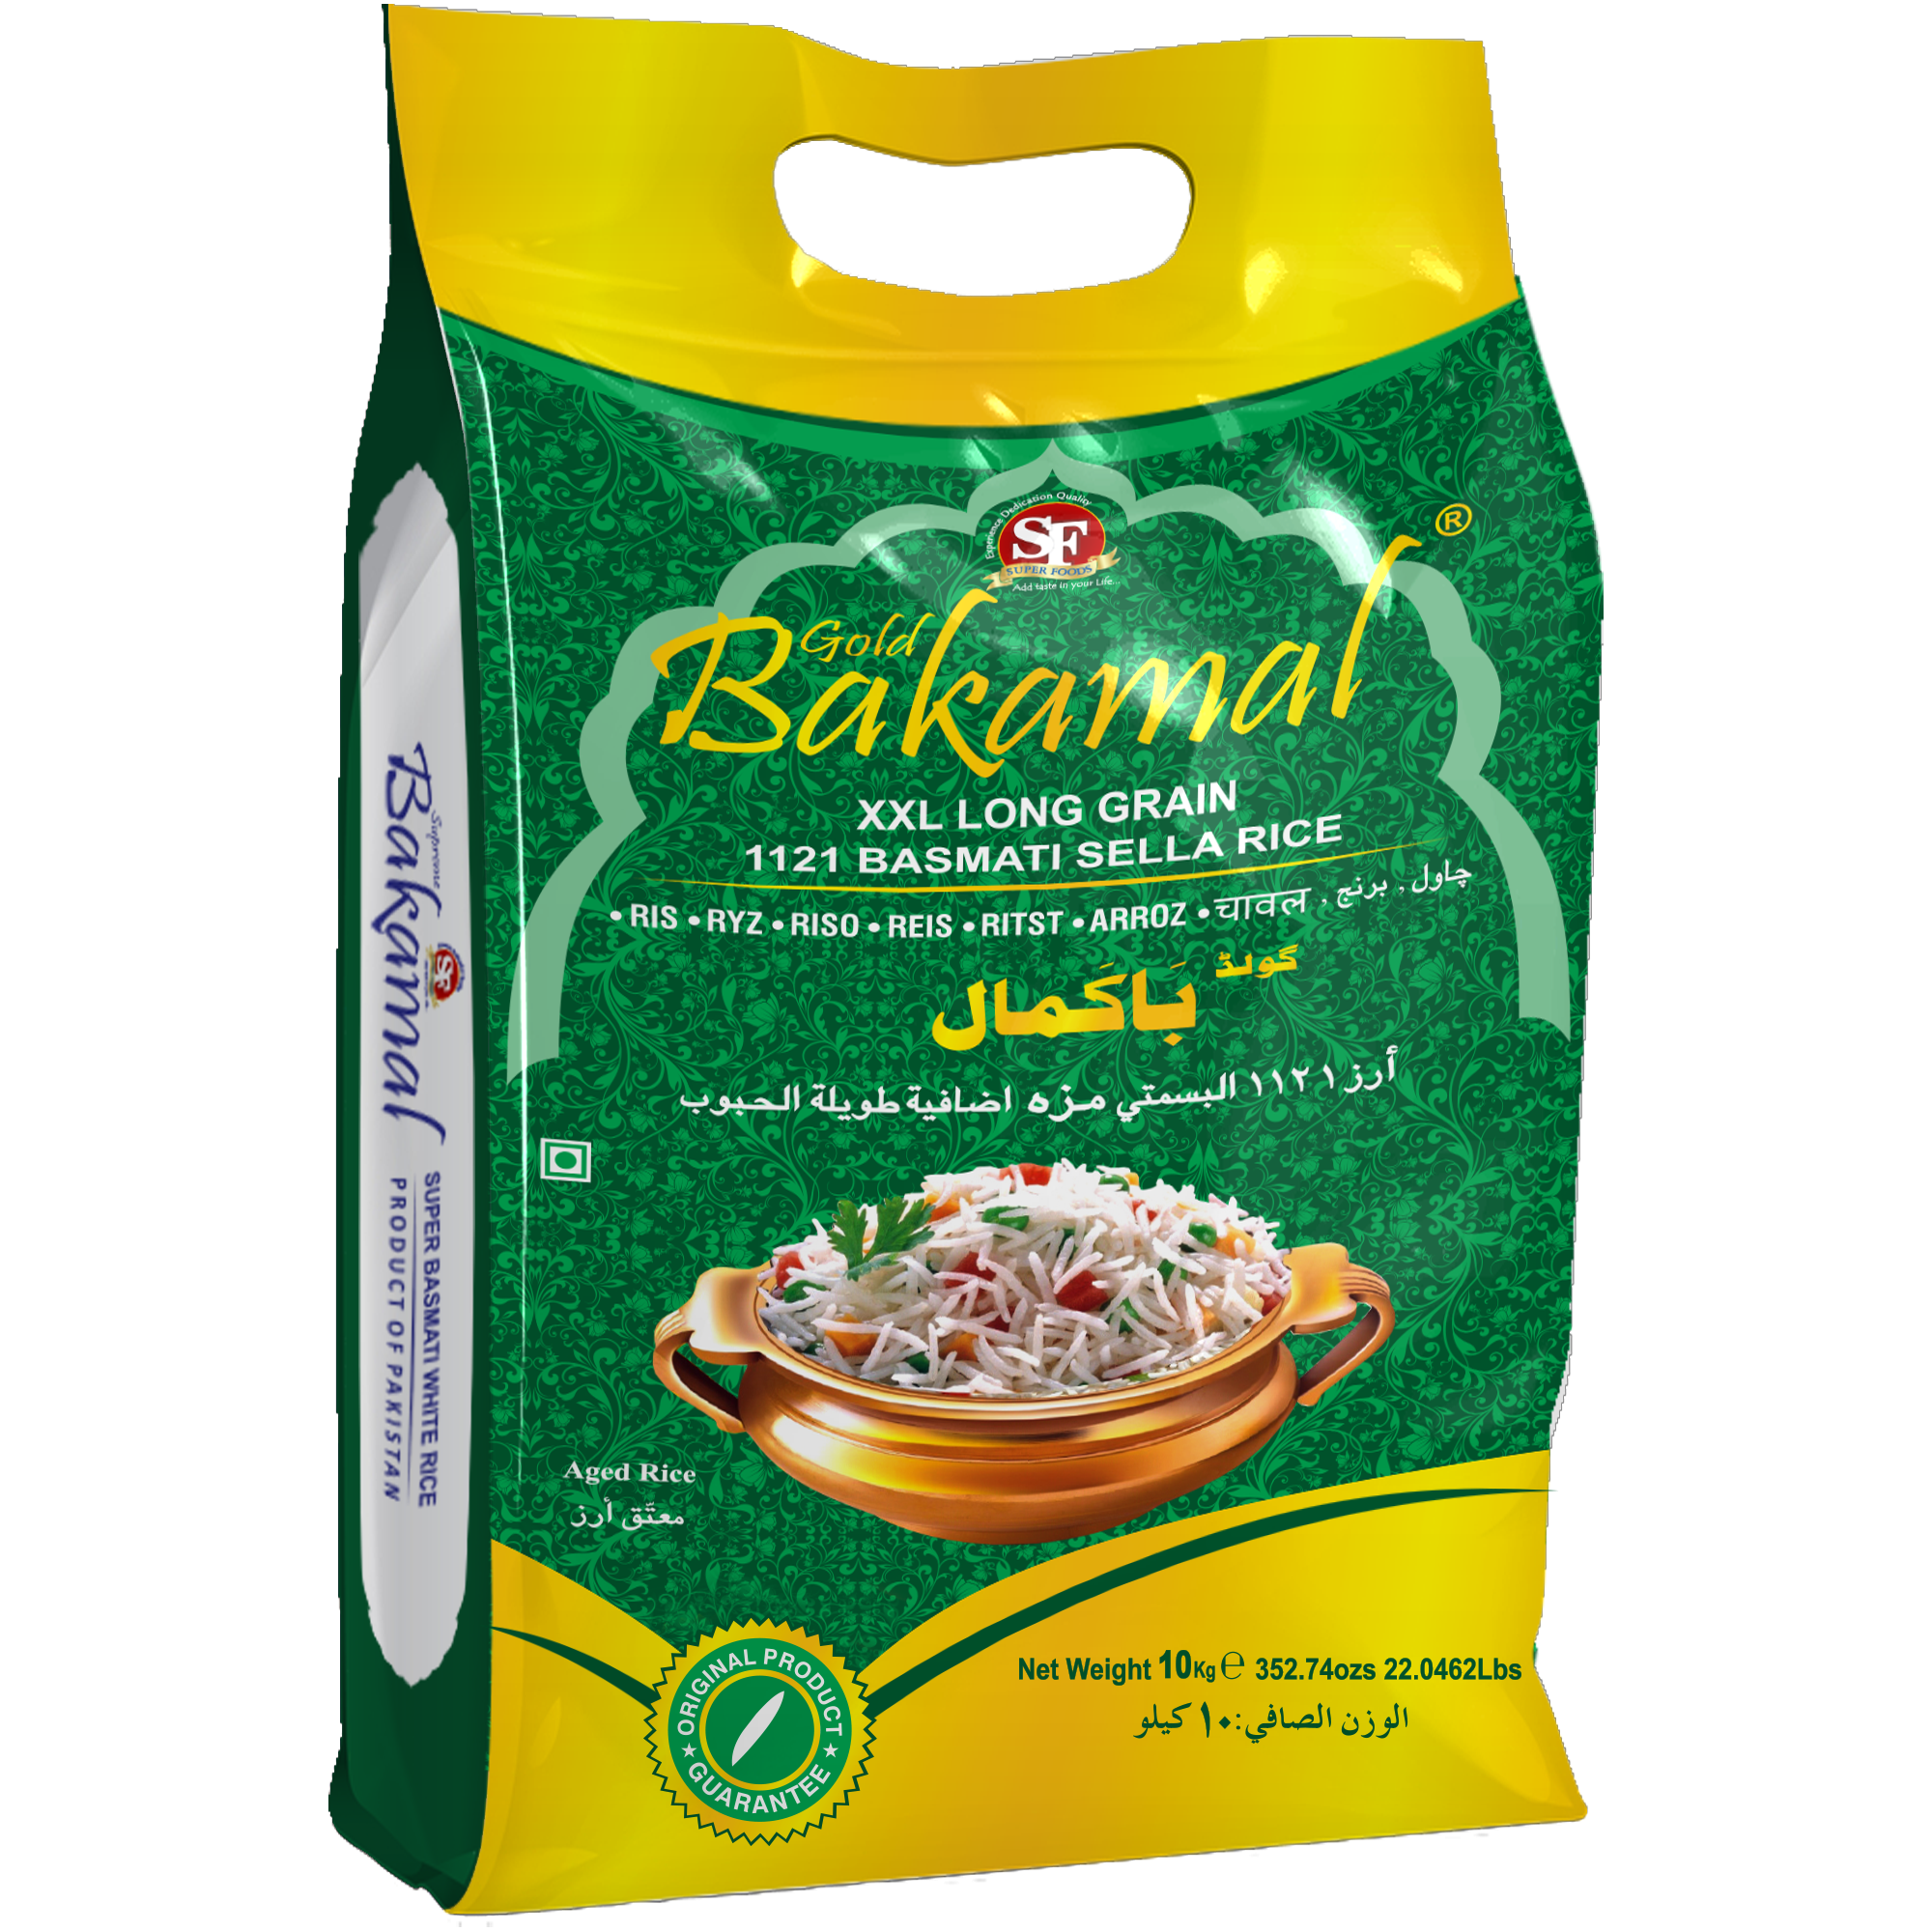 Experience Dedication Quality
SF
SUPER FOODS
Add taste in your Life...
Gold
Bakamal®
XXL LONG GRAIN
1121 BASMATI SELLA RICE
• RIS • RYZ • RISO • REIS • RITST • ARROZ • चावल , برنج , چاول
گولڈ
بَاكَمال
أرز ١١٢١ البسمتي مزه اضافية طويلة الحبوب
Aged Rice
معتّق أرز
ORIGINAL PRODUCT
★ GUARANTEE ★
Net Weight 10Kg ℮ 352.74ozs 22.0462Lbs
الوزن الصافي:١٠ كيلو
Supreme
Bakamal
SF
SUPER BASMATI WHITE RICE
PRODUCT OF PAKISTAN